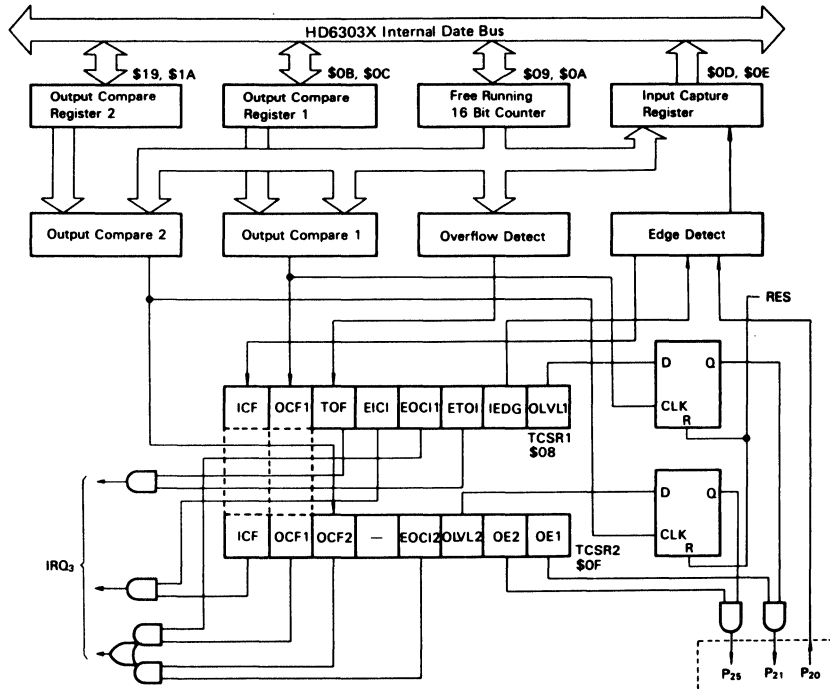 HD6303X Internal Date Bus
$19, $1A
$0B, $0C
$09, $0A
$0D, $0E
Output Compare
Register 2
Output Compare
Register 1
Free Running
16 Bit Counter
Input Capture
Register
Output Compare 2
Output Compare 1
Overflow Detect
Edge Detect
RES
D Q
CLK
R
ICF OCF1 TOF EICI EOCI1 ETOI IEDG OLVL1
TCSR1
$08
D Q
CLK
R
ICF OCF1 OCF2 — EOCI2 OLVL2 OE2 OE1
TCSR2
$0F
IRQ3
P25 P21 P20